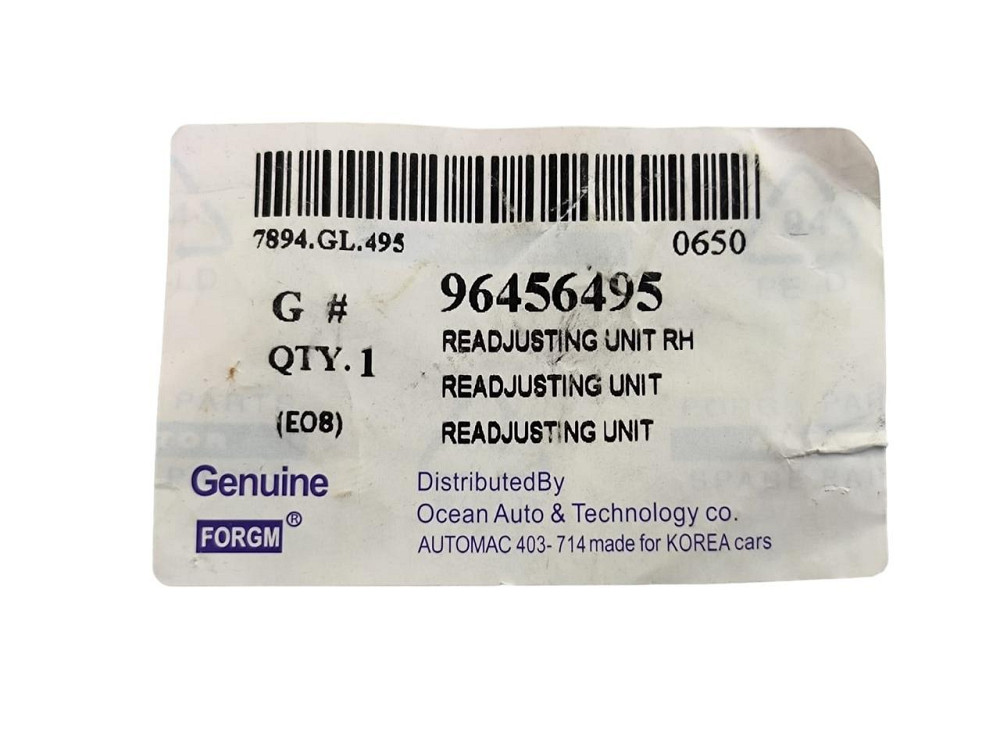 7894.GL.495 0650
G # 96456495
READJUSTING UNIT RH
QTY.1
READJUSTING UNIT
(E08) READJUSTING UNIT
Genuine
FORGM®
DistributedBy
Ocean Auto & Technology co.
AUTOMAC 403-714 made for KOREA cars